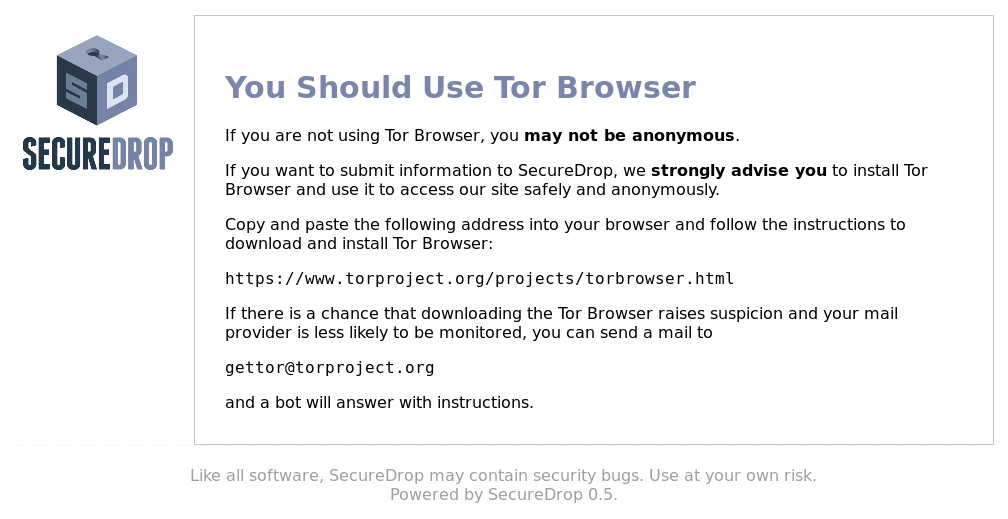 SD
SECUREDROP
You Should Use Tor Browser
If you are not using Tor Browser, you may not be anonymous.
If you want to submit information to SecureDrop, we strongly advise you to install Tor
Browser and use it to access our site safely and anonymously.
Copy and paste the following address into your browser and follow the instructions to
download and install Tor Browser:
https://www.torproject.org/projects/torbrowser.html
If there is a chance that downloading the Tor Browser raises suspicion and your mail
provider is less likely to be monitored, you can send a mail to
gettor@torproject.org
and a bot will answer with instructions.
Like all software, SecureDrop may contain security bugs. Use at your own risk.
Powered by SecureDrop 0.5.